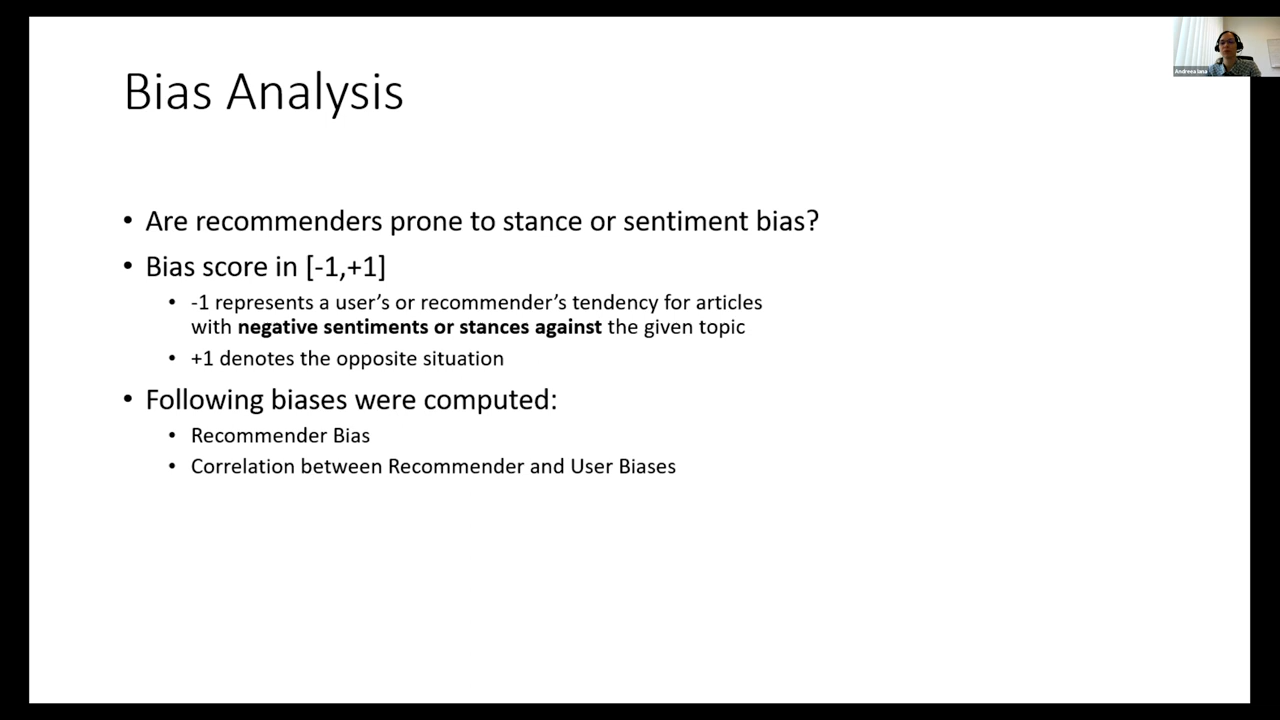 Bias Analysis
• Are recommenders prone to stance or sentiment bias?
• Bias score in [-1,+1]
• -1 represents a user's or recommender's tendency for articles
with negative sentiments or stances against the given topic
• +1 denotes the opposite situation
• Following biases were computed:
• Recommender Bias
• Correlation between Recommender and User Biases
Andreea Iana